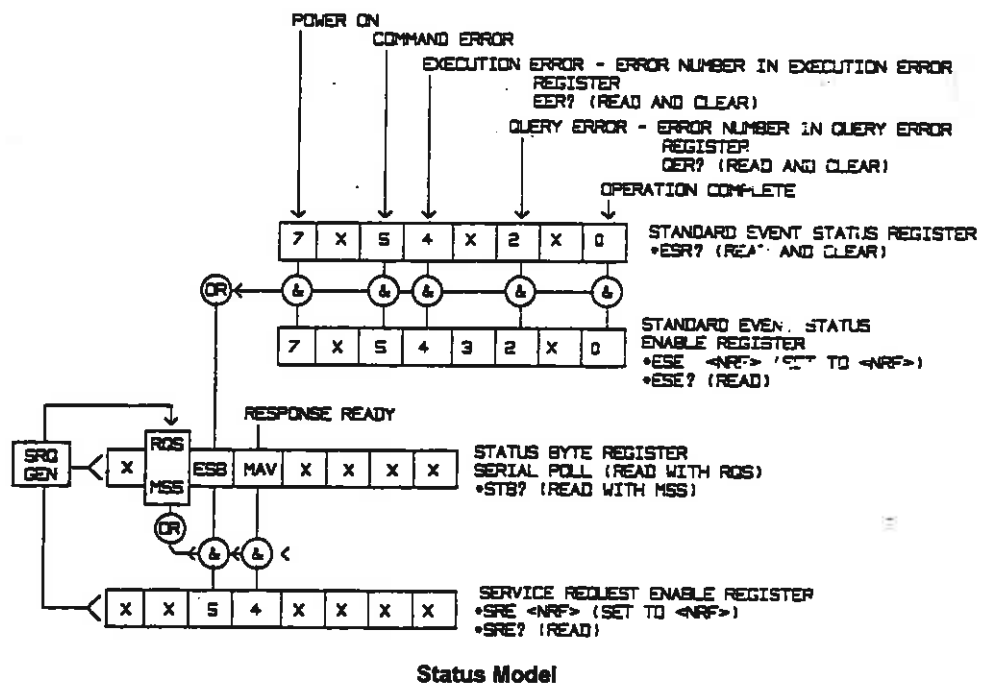 POWER ON
COMMAND ERROR
EXECUTION ERROR - ERROR NUMBER IN EXECUTION ERROR
REGISTER
EER? (READ AND CLEAR)
QUERY ERROR - ERROR NUMBER IN QUERY ERROR
REGISTER
QER? (READ AND CLEAR)
OPERATION COMPLETE
7 X 5 4 X 2 X 0
STANDARD EVENT STATUS REGISTER
*ESR? (REA AND CLEAR)
OR & & & & &
7 X 5 4 3 2 X 0
STANDARD EVEN. STATUS
ENABLE REGISTER
*ESE <NRF> (SET TO <NRF>)
*ESE? (READ)
RESPONSE READY
SRQ
GEN
X RQS MSS ESB MAV X X X X
STATUS BYTE REGISTER
SERIAL POLL (READ WITH RQS)
*STB? (READ WITH MSS)
OR & &
X X 5 4 X X X X
SERVICE REQUEST ENABLE REGISTER
*SRE <NRF> (SET TO <NRF>)
*SRE? (READ)
Status Model